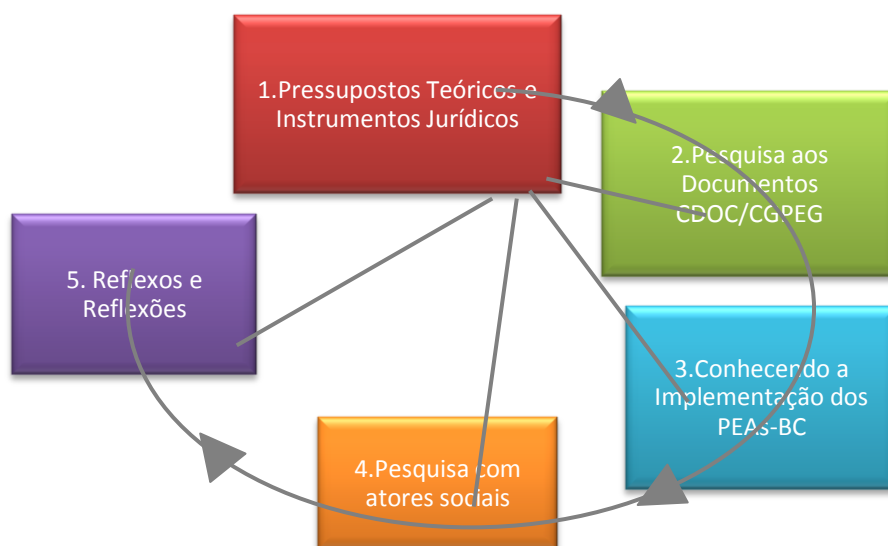 1.Pressupostos Teóricos e
Instrumentos Jurídicos
2.Pesquisa aos
Documentos
CDOC/CGPEG
3.Conhecendo a
Implementação dos
PEAs-BC
4.Pesquisa com
atores sociais
5. Reflexos e
Reflexões